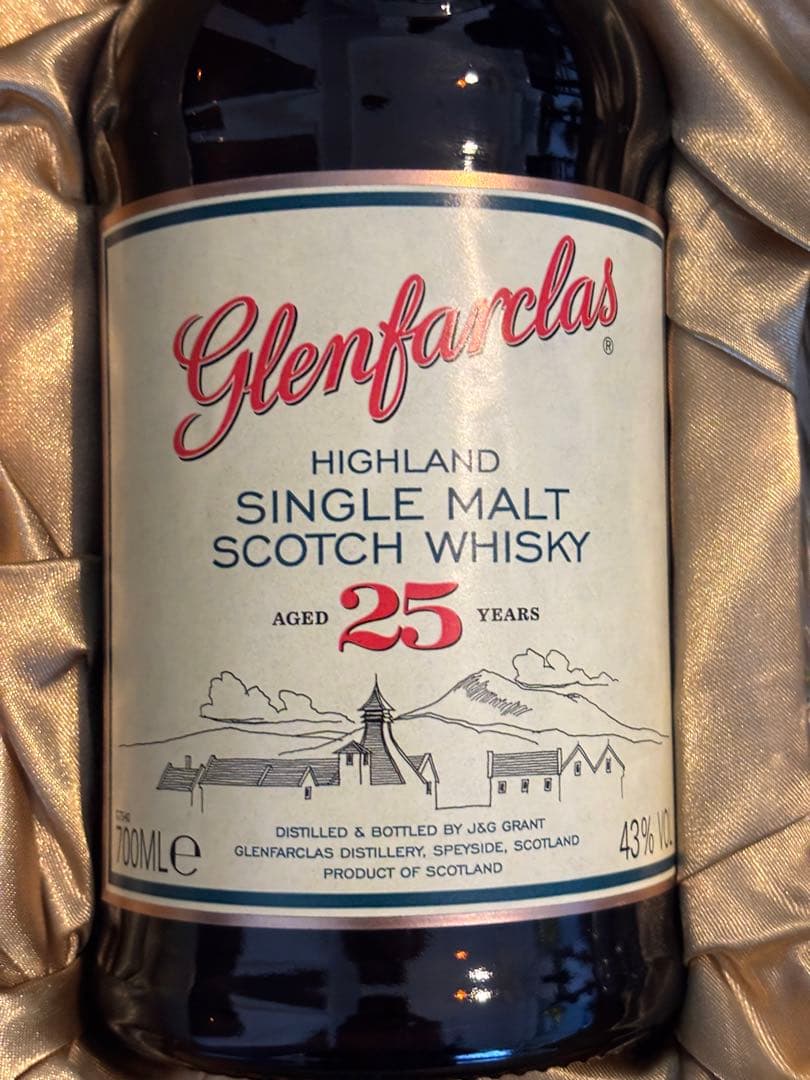 Glenfarclas
®
HIGHLAND
SINGLE MALT
SCOTCH WHISKY
AGED 25 YEARS
DISTILLED & BOTTLED BY J&G GRANT
GLENFARCLAS DISTILLERY, SPEYSIDE, SCOTLAND
PRODUCT OF SCOTLAND
700ML℮
43% VOL